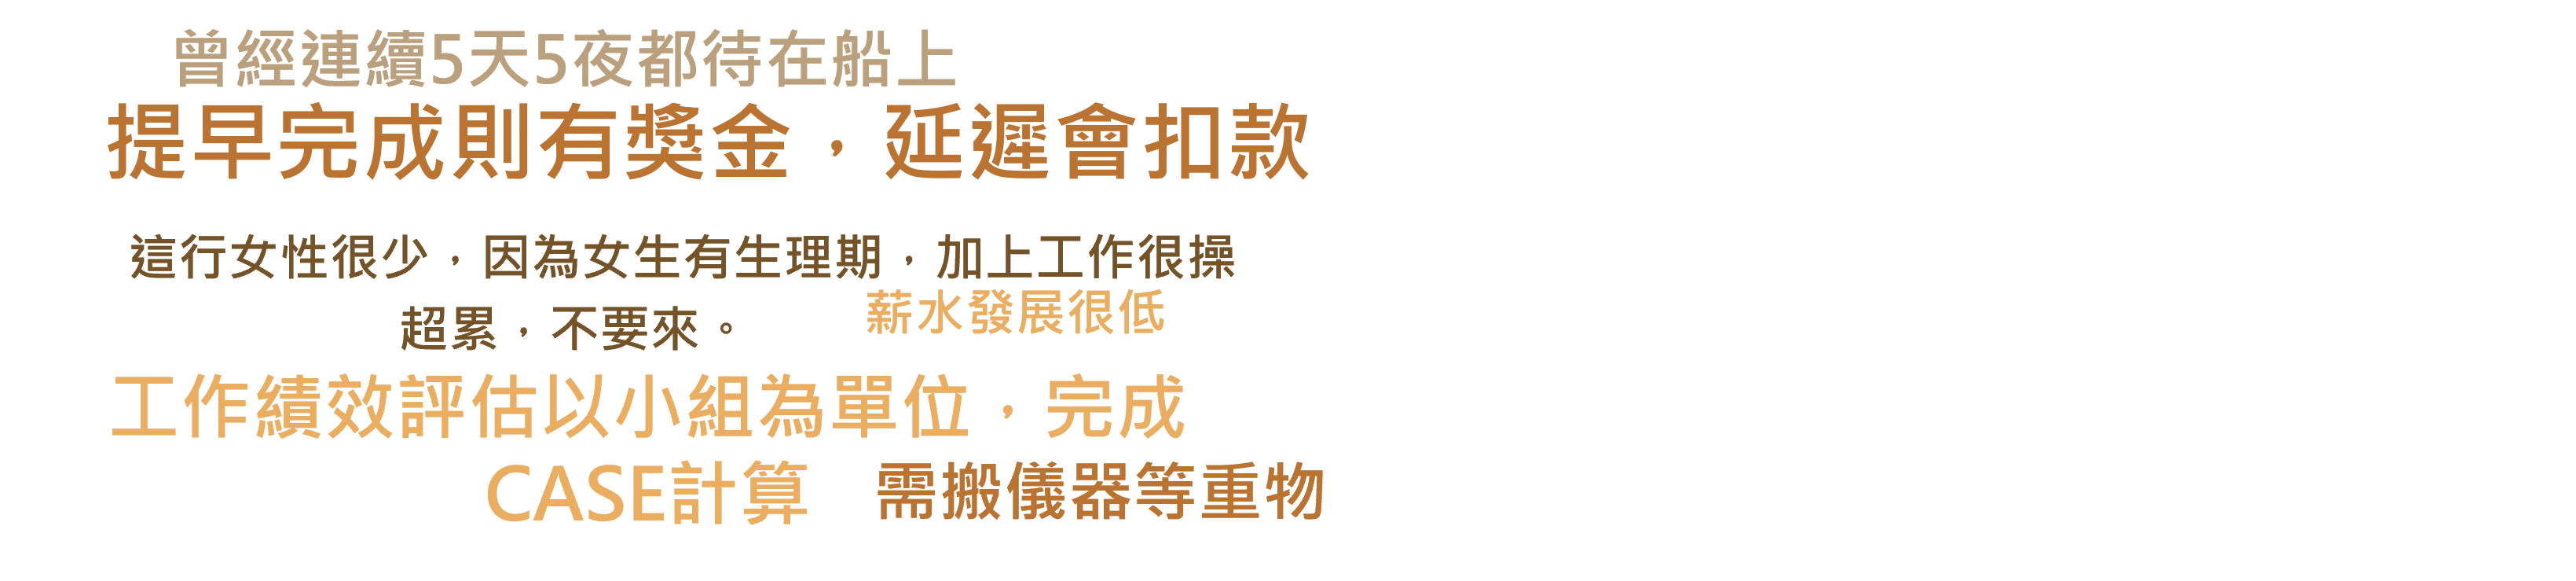 曾經連續5天5夜都待在船上
提早完成則有獎金，延遲會扣款
這行女性很少，因為女生有生理期，加上工作很操
超累，不要來。
薪水發展很低
工作績效評估以小組為單位，完成
CASE計算
需搬儀器等重物